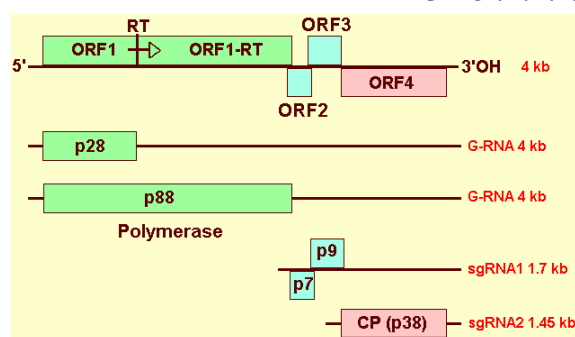 RT
ORF3
ORF1
ORF1-RT
5'
3'OH
4 kb
ORF4
ORF2
p28
G-RNA 4 kb
p88
G-RNA 4 kb
Polymerase
p9
sgRNA1 1.7 kb
p7
CP (p38)
sgRNA2 1.45 kb